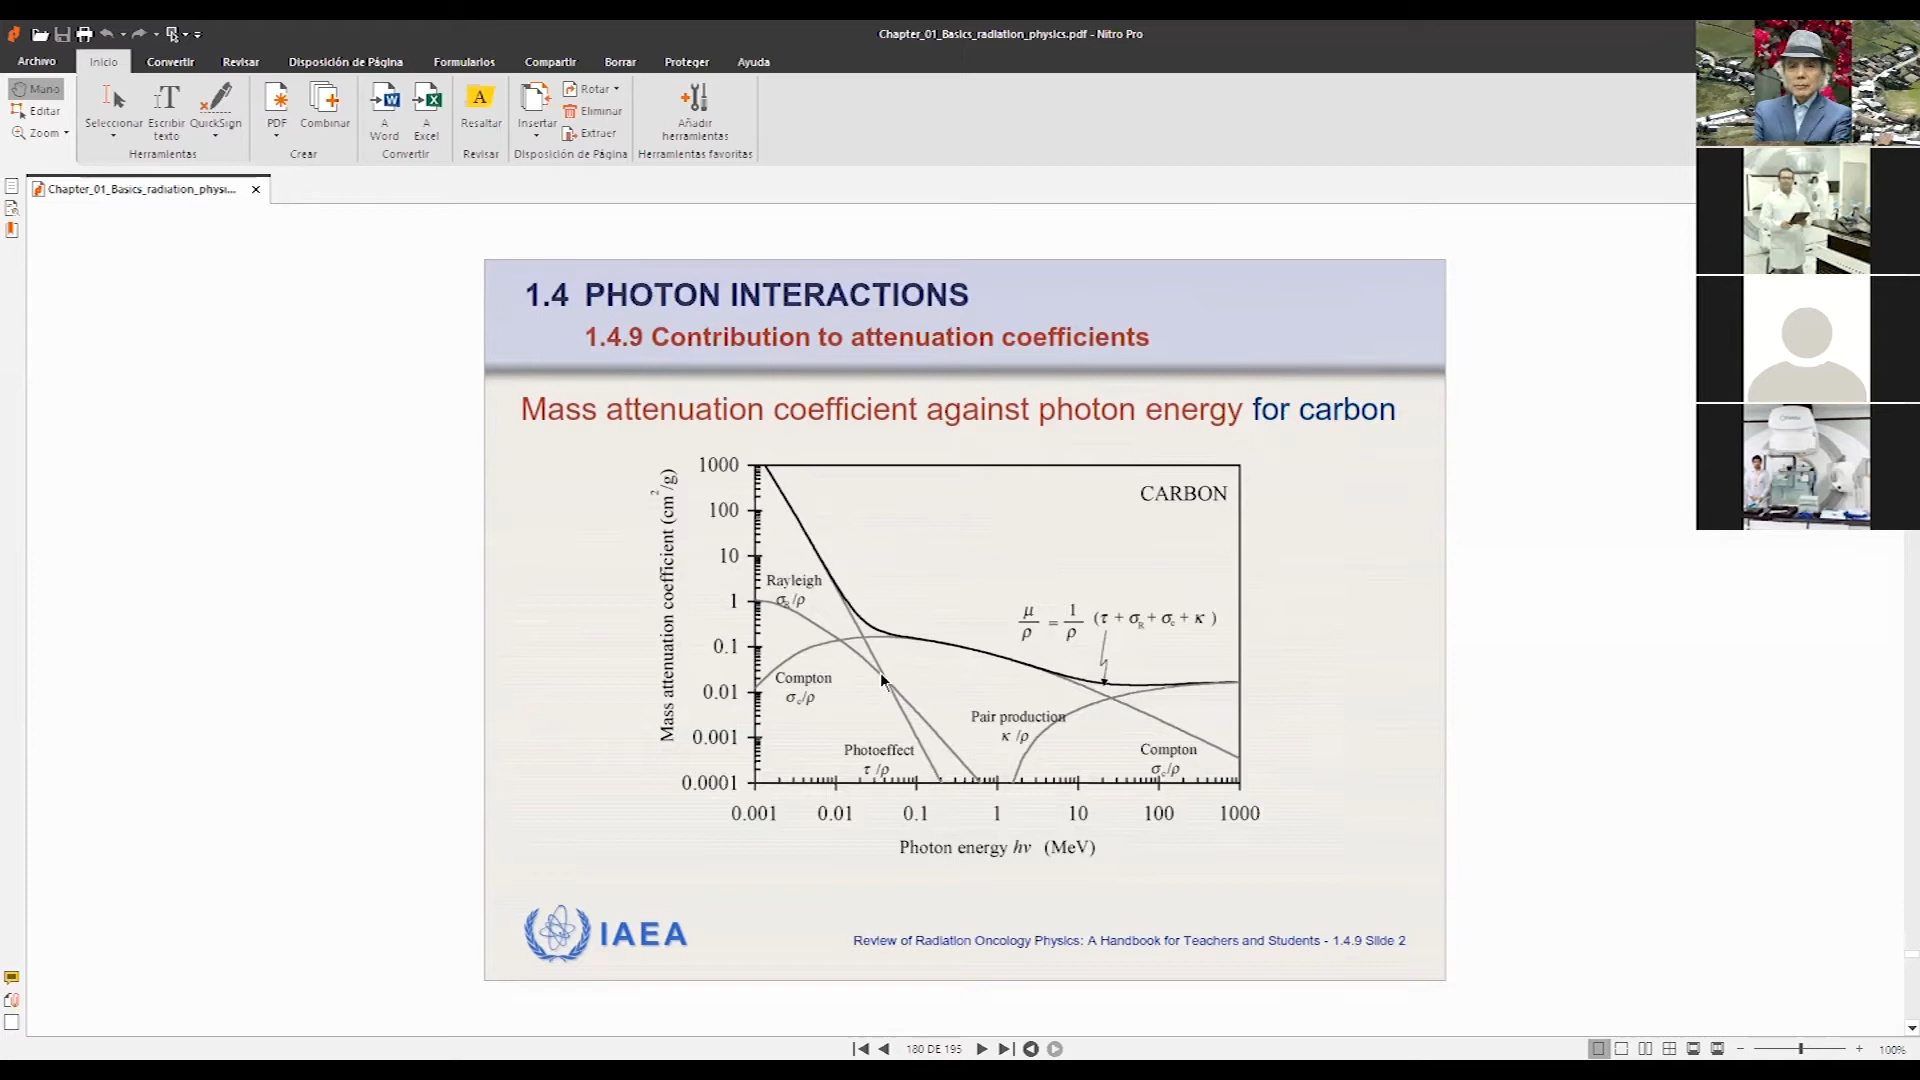 Chapter_01_Basics_radiation_physics.pdf - Nitro Pro
Archivo Inicio Convertir Revisar Disposición de Página Formularios Compartir Borrar Proteger Ayuda
Mano
Editar
Zoom
Seleccionar
Escribir texto
QuickSign
Herramientas
PDF
Combinar
Crear
A Word
A Excel
Convertir
Resaltar
Revisar
Insertar
Rotar
Eliminar
Extraer
Disposición de Página
Añadir herramientas
Herramientas favoritas
Chapter_01_Basics_radiation_physi...
1.4 PHOTON INTERACTIONS
1.4.9 Contribution to attenuation coefficients
Mass attenuation coefficient against photon energy for carbon
Mass attenuation coefficient (cm²/g)
1000
100
10
1
0.1
0.01
0.001
0.0001
CARBON
Rayleigh
σR/ρ
μ/ρ = 1/ρ (τ + σR + σc + κ )
Compton
σc/ρ
Pair production
κ /ρ
Photoeffect
τ /ρ
Compton
σc/ρ
0.001 0.01 0.1 1 10 100 1000
Photon energy hν (MeV)
IAEA
Review of Radiation Oncology Physics: A Handbook for Teachers and Students - 1.4.9 Slide 2
180 DE 195
100%